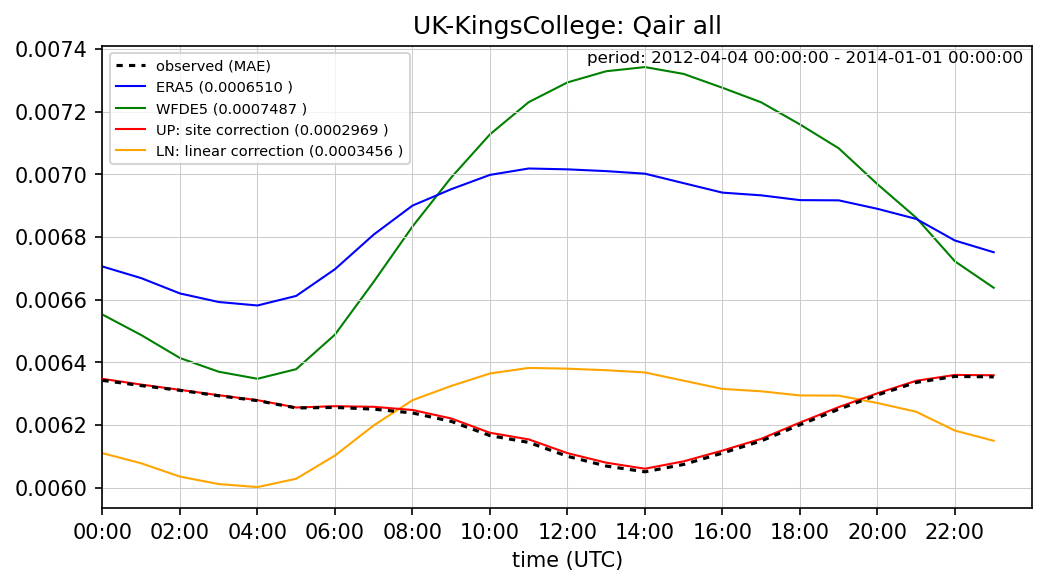 UK-KingsCollege: Qair all
period: 2012-04-04 00:00:00 - 2014-01-01 00:00:00
observed (MAE)
ERA5 (0.0006510 )
WFDE5 (0.0007487 )
UP: site correction (0.0002969 )
LN: linear correction (0.0003456 )
0.0074
0.0072
0.0070
0.0068
0.0066
0.0064
0.0062
0.0060
00:00 02:00 04:00 06:00 08:00 10:00 12:00 14:00 16:00 18:00 20:00 22:00
time (UTC)